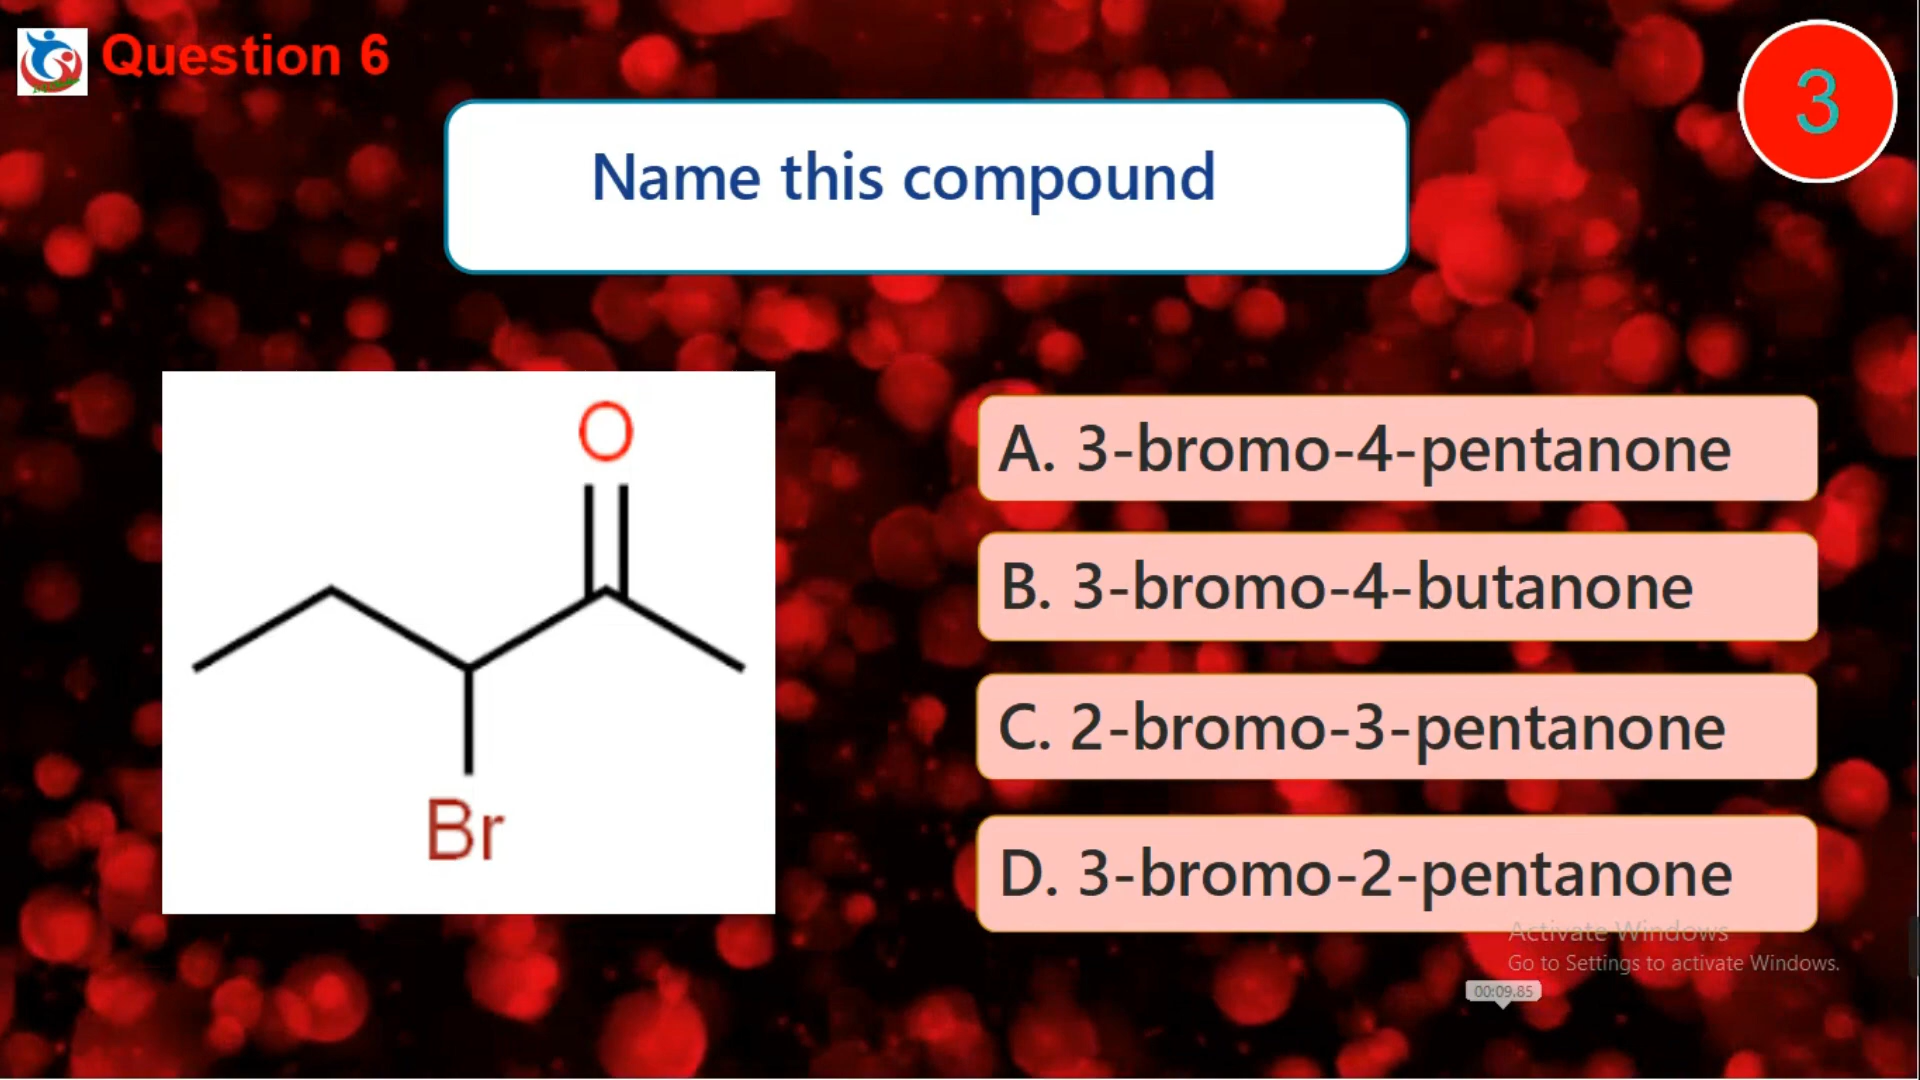 Question 6
3
Name this compound
O
Br
A. 3-bromo-4-pentanone
B. 3-bromo-4-butanone
C. 2-bromo-3-pentanone
D. 3-bromo-2-pentanone
Activate Windows
Go to Settings to activate Windows.
00:09.85